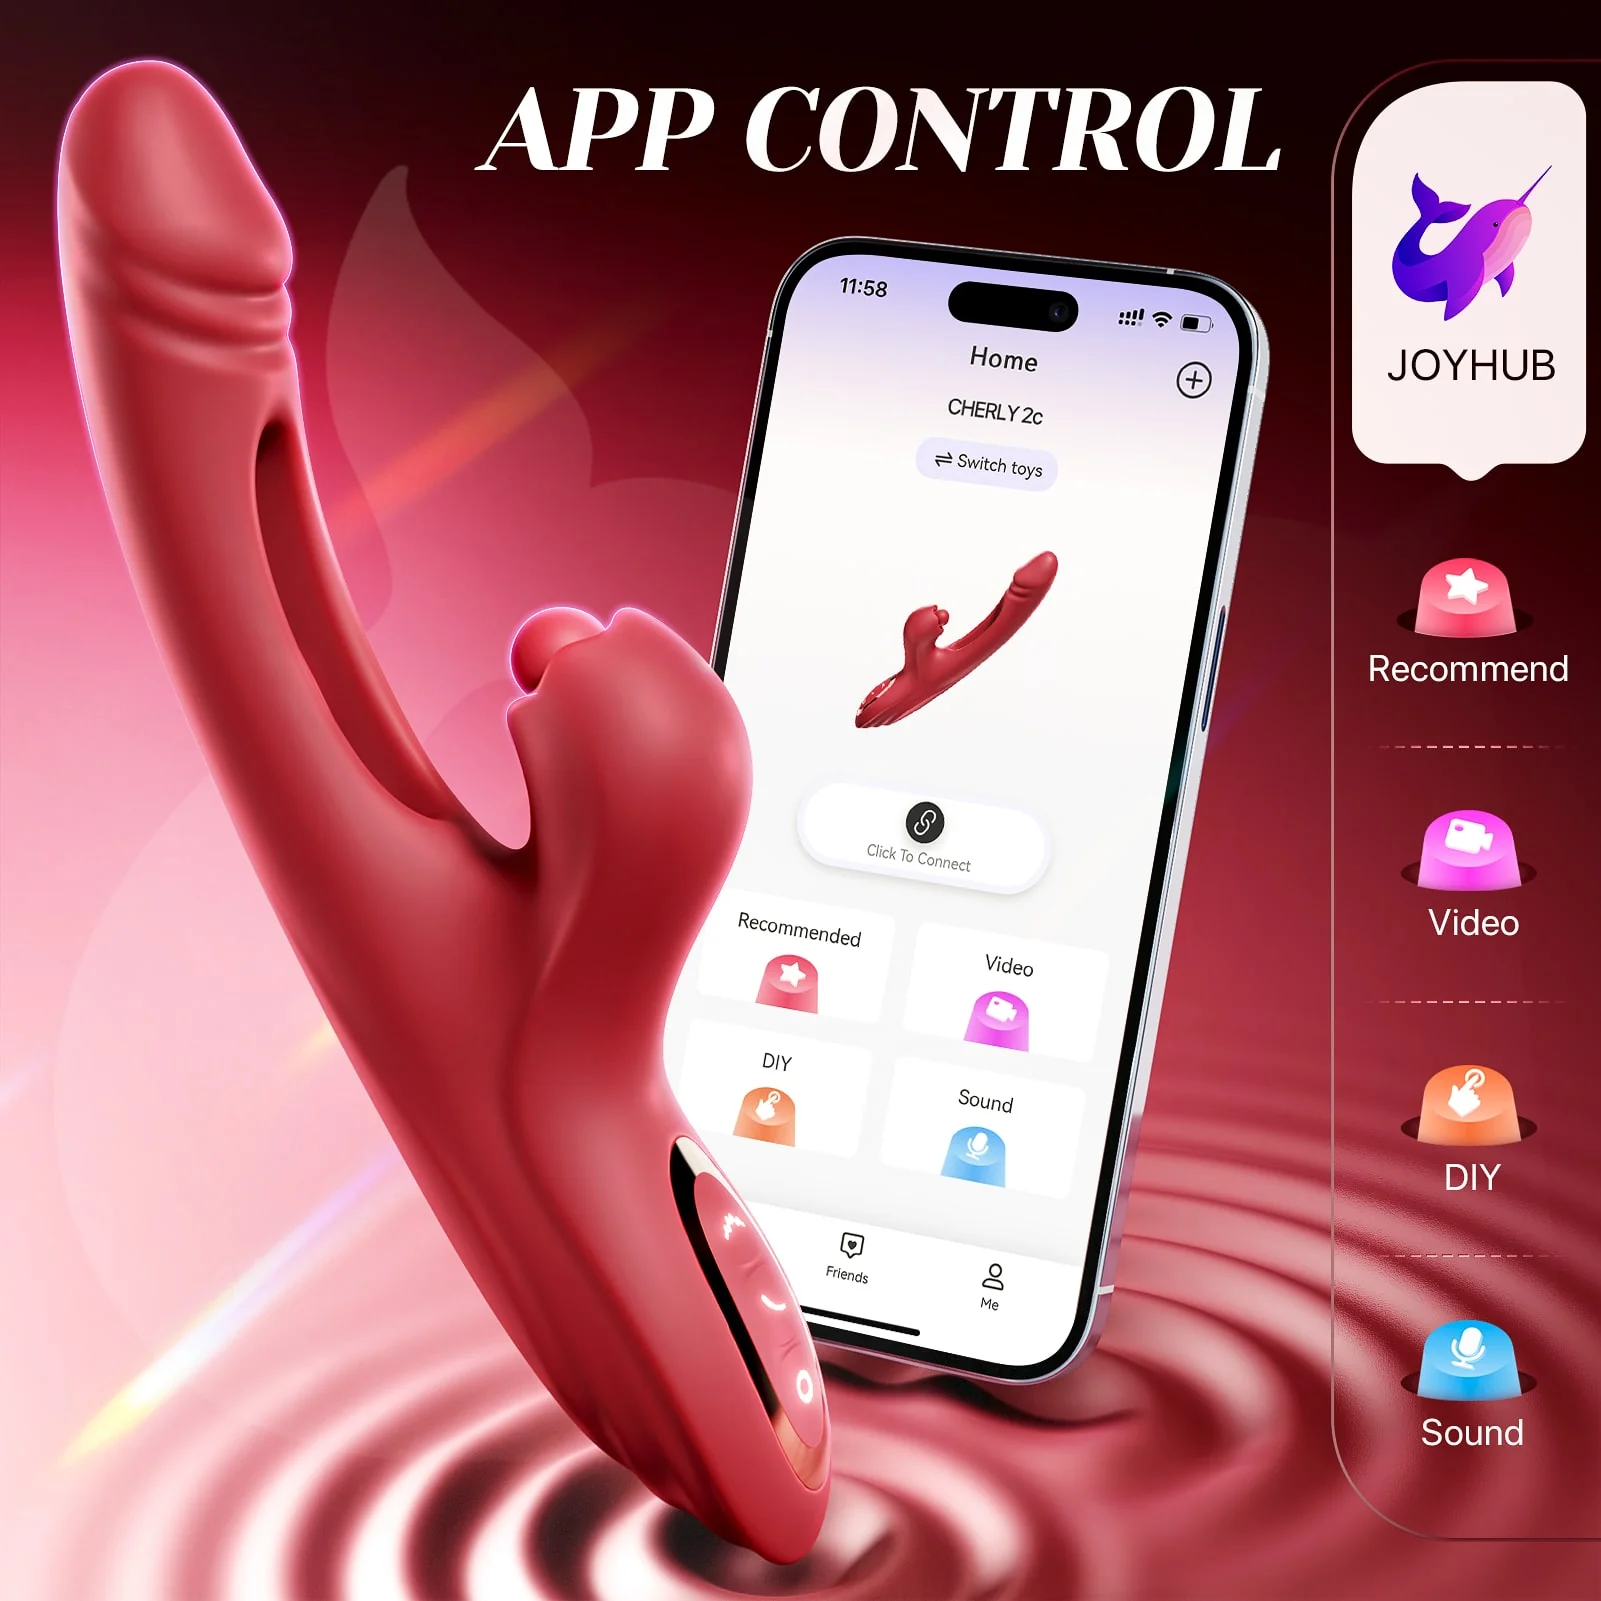 APP CONTROL
11:58
Home
CHERLY 2c
Switch toys
Click To Connect
Recommended
Video
DIY
Sound
Friends
Me
JOYHUB
Recommend
Video
DIY
Sound